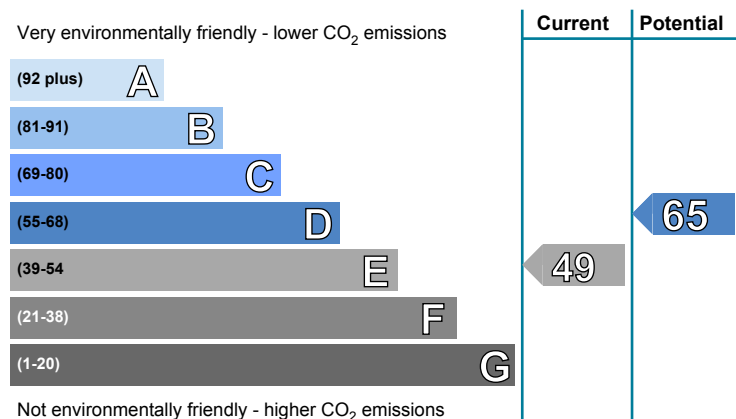 Very environmentally friendly - lower CO₂ emissions
Current Potential
(92 plus) A
(81-91) B
(69-80) C
(55-68) D
65
(39-54 E
49
(21-38) F
(1-20) G
Not environmentally friendly - higher CO₂ emissions